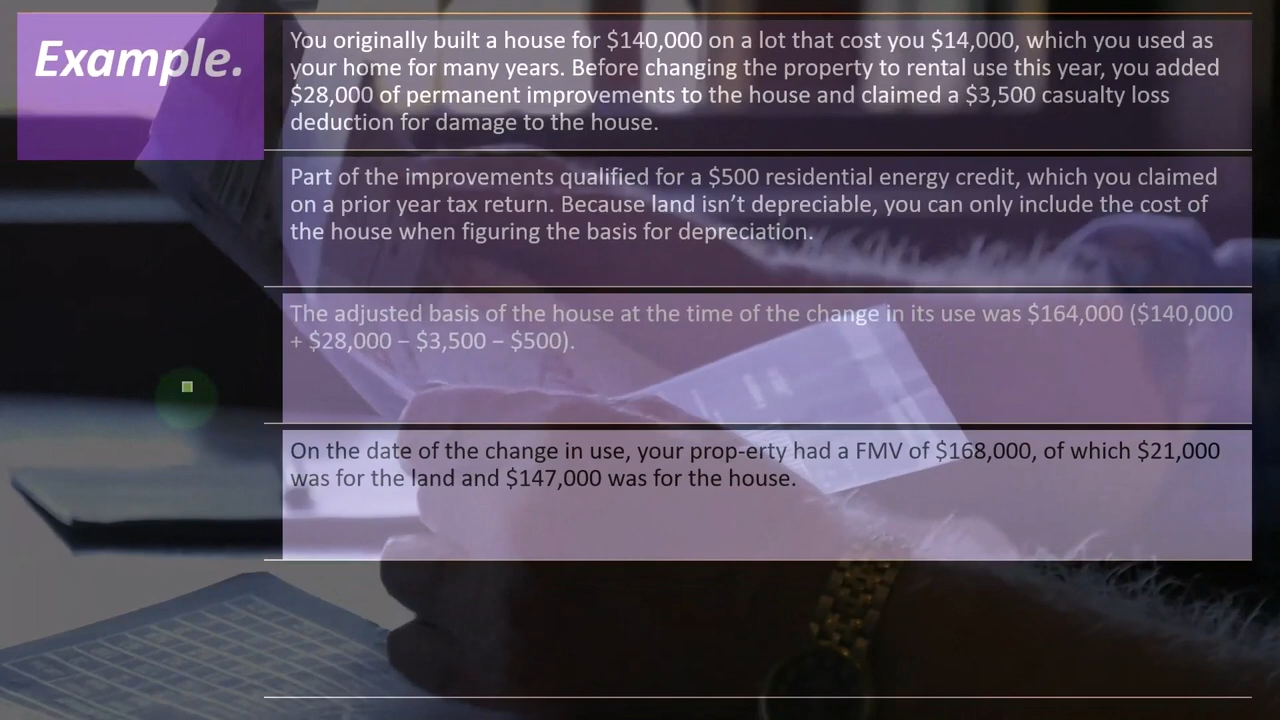 Example.
You originally built a house for $140,000 on a lot that cost you $14,000, which you used as
your home for many years. Before changing the property to rental use this year, you added
$28,000 of permanent improvements to the house and claimed a $3,500 casualty loss
deduction for damage to the house.
Part of the improvements qualified for a $500 residential energy credit, which you claimed
on a prior year tax return. Because land isn’t depreciable, you can only include the cost of
the house when figuring the basis for depreciation.
The adjusted basis of the house at the time of the change in its use was $164,000 ($140,000
+ $28,000 − $3,500 − $500).
On the date of the change in use, your prop-erty had a FMV of $168,000, of which $21,000
was for the land and $147,000 was for the house.